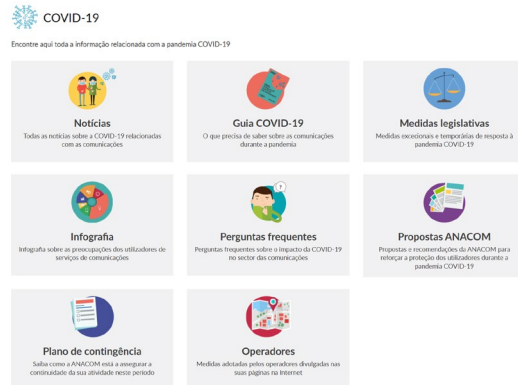 COVID-19
Encontre aqui toda a informação relacionada com a pandemia COVID-19
Notícias
Todas as notícias sobre a COVID-19 relacionadas
com as comunicações
Guia COVID-19
O que precisa de saber sobre as comunicações
durante a pandemia
Medidas legislativas
Medidas excecionais e temporárias de resposta à
pandemia COVID-19
Infografia
Infografia sobre as preocupações dos utilizadores de
serviços de comunicações
Perguntas frequentes
Perguntas frequentes sobre o impacto da COVID-19
no sector das comunicações
Propostas ANACOM
Propostas e recomendações da ANACOM para
reforçar a proteção dos utilizadores durante a
pandemia COVID-19
Plano de contingência
Saiba como a ANACOM está a assegurar a
continuidade da sua atividade neste período
Operadores
Medidas adotadas pelos operadores divulgadas nas
suas páginas na Internet